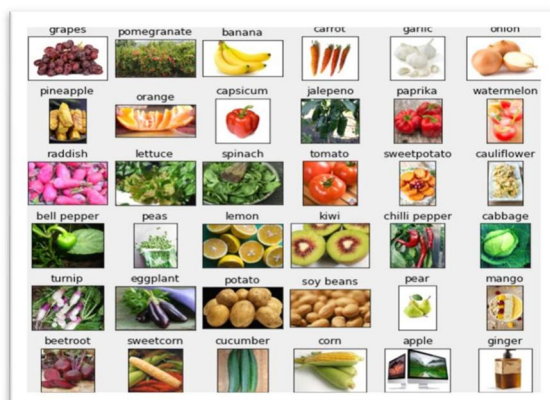 grapes pomegranate banana carrot garlic onion
pineapple orange capsicum jalepeno paprika watermelon
raddish lettuce spinach tomato sweetpotato cauliflower
bell pepper peas lemon kiwi chilli pepper cabbage
turnip eggplant potato soy beans pear mango
beetroot sweetcorn cucumber corn apple ginger